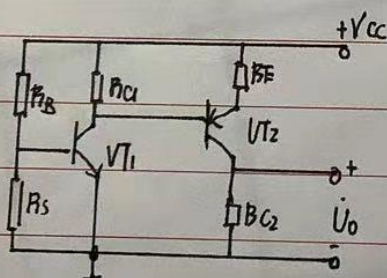 +VCC
RB
RC1
RE
VT1
VT2
+
RS
RC2
U̇o
-